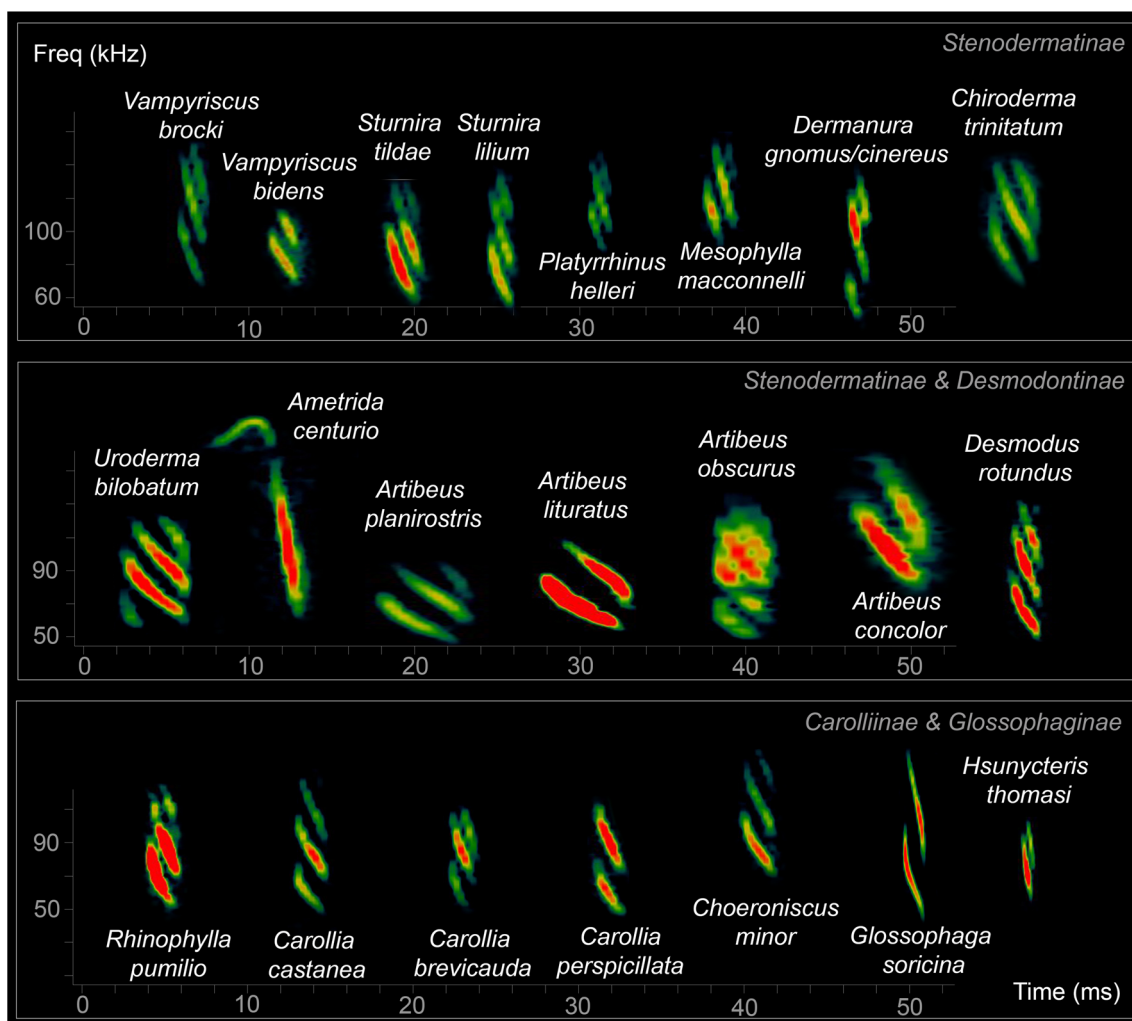 Stenodermatinae
Freq (kHz)
Vampyriscus
brocki
Vampyriscus
bidens
Sturnira
tildae
Sturnira
lilium
Platyrrhinus
helleri
Mesophylla
macconnelli
Dermanura
gnomus/cinereus
Chiroderma
trinitatum
100
60
0 10 20 30 40 50
Stenodermatinae & Desmodontinae
Uroderma
bilobatum
Ametrida
centurio
Artibeus
planirostris
Artibeus
lituratus
Artibeus
obscurus
Artibeus
concolor
Desmodus
rotundus
90
50
0 10 20 30 40 50
Carolliinae & Glossophaginae
Hsunycteris
thomasi
90
50
Rhinophylla
pumilio
Carollia
castanea
Carollia
brevicauda
Carollia
perspicillata
Choeroniscus
minor
Glossophaga
soricina
Time (ms)
0 10 20 30 40 50